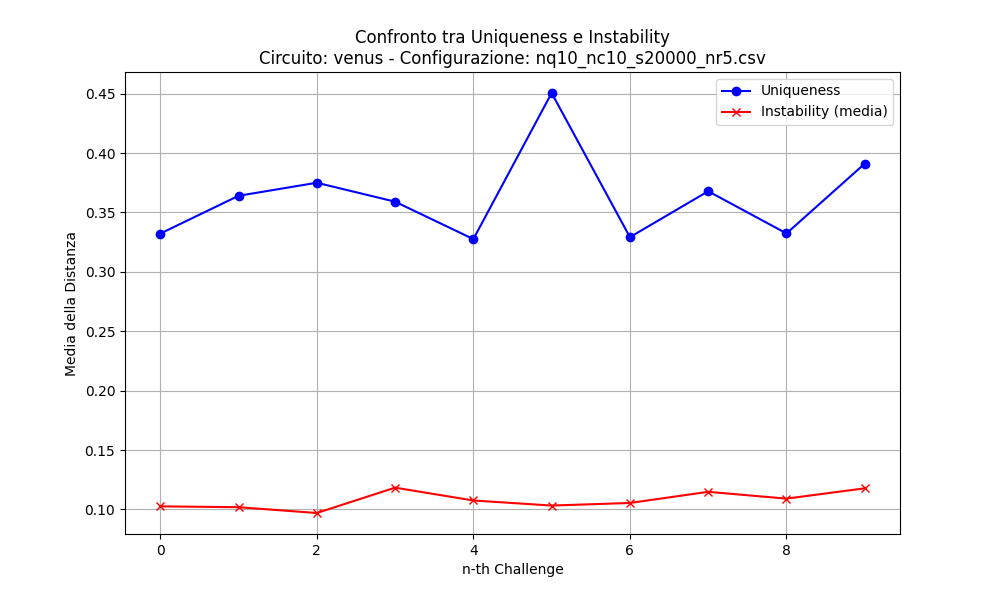 Confronto tra Uniqueness e Instability
Circuito: venus - Configurazione: nq10_nc10_s20000_nr5.csv
Uniqueness
Instability (media)
Media della Distanza
0.45
0.40
0.35
0.30
0.25
0.20
0.15
0.10
0 2 4 6 8
n-th Challenge